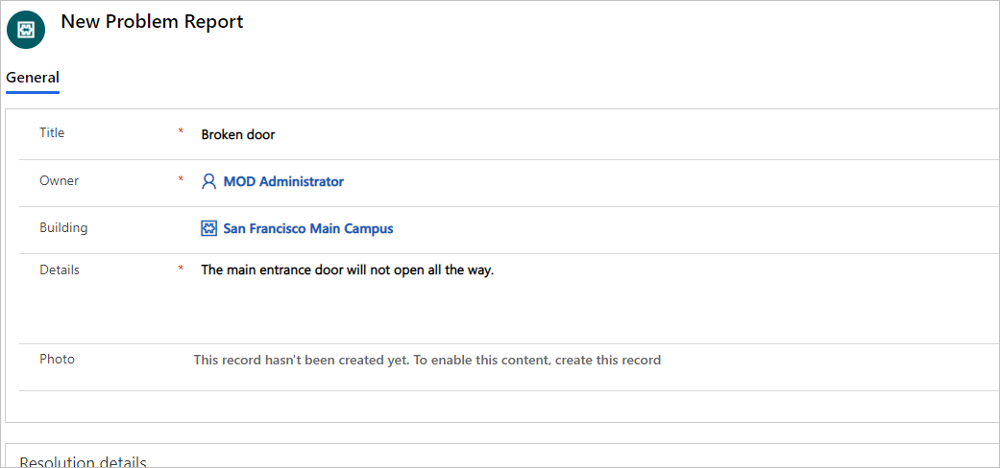 New Problem Report
General
Title * Broken door
Owner * MOD Administrator
Building San Francisco Main Campus
Details * The main entrance door will not open all the way.
Photo This record hasn't been created yet. To enable this content, create this record
Resolution details